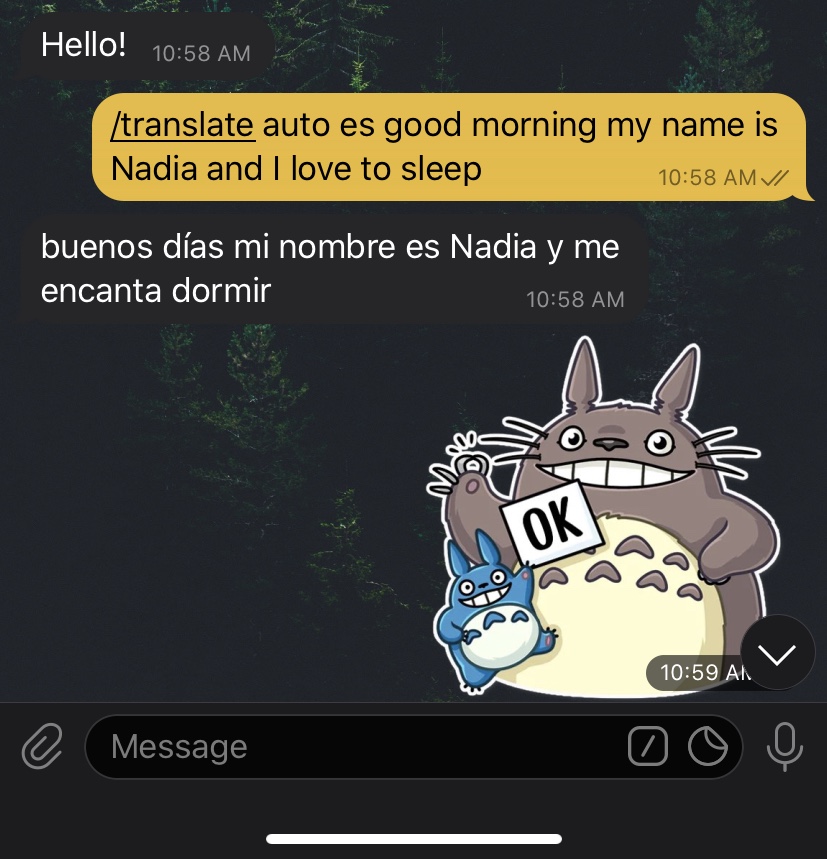 Hello! 10:58 AM
/translate auto es good morning my name is
Nadia and I love to sleep 10:58 AM
buenos días mi nombre es Nadia y me
encanta dormir 10:58 AM
OK
10:59 AM
Message